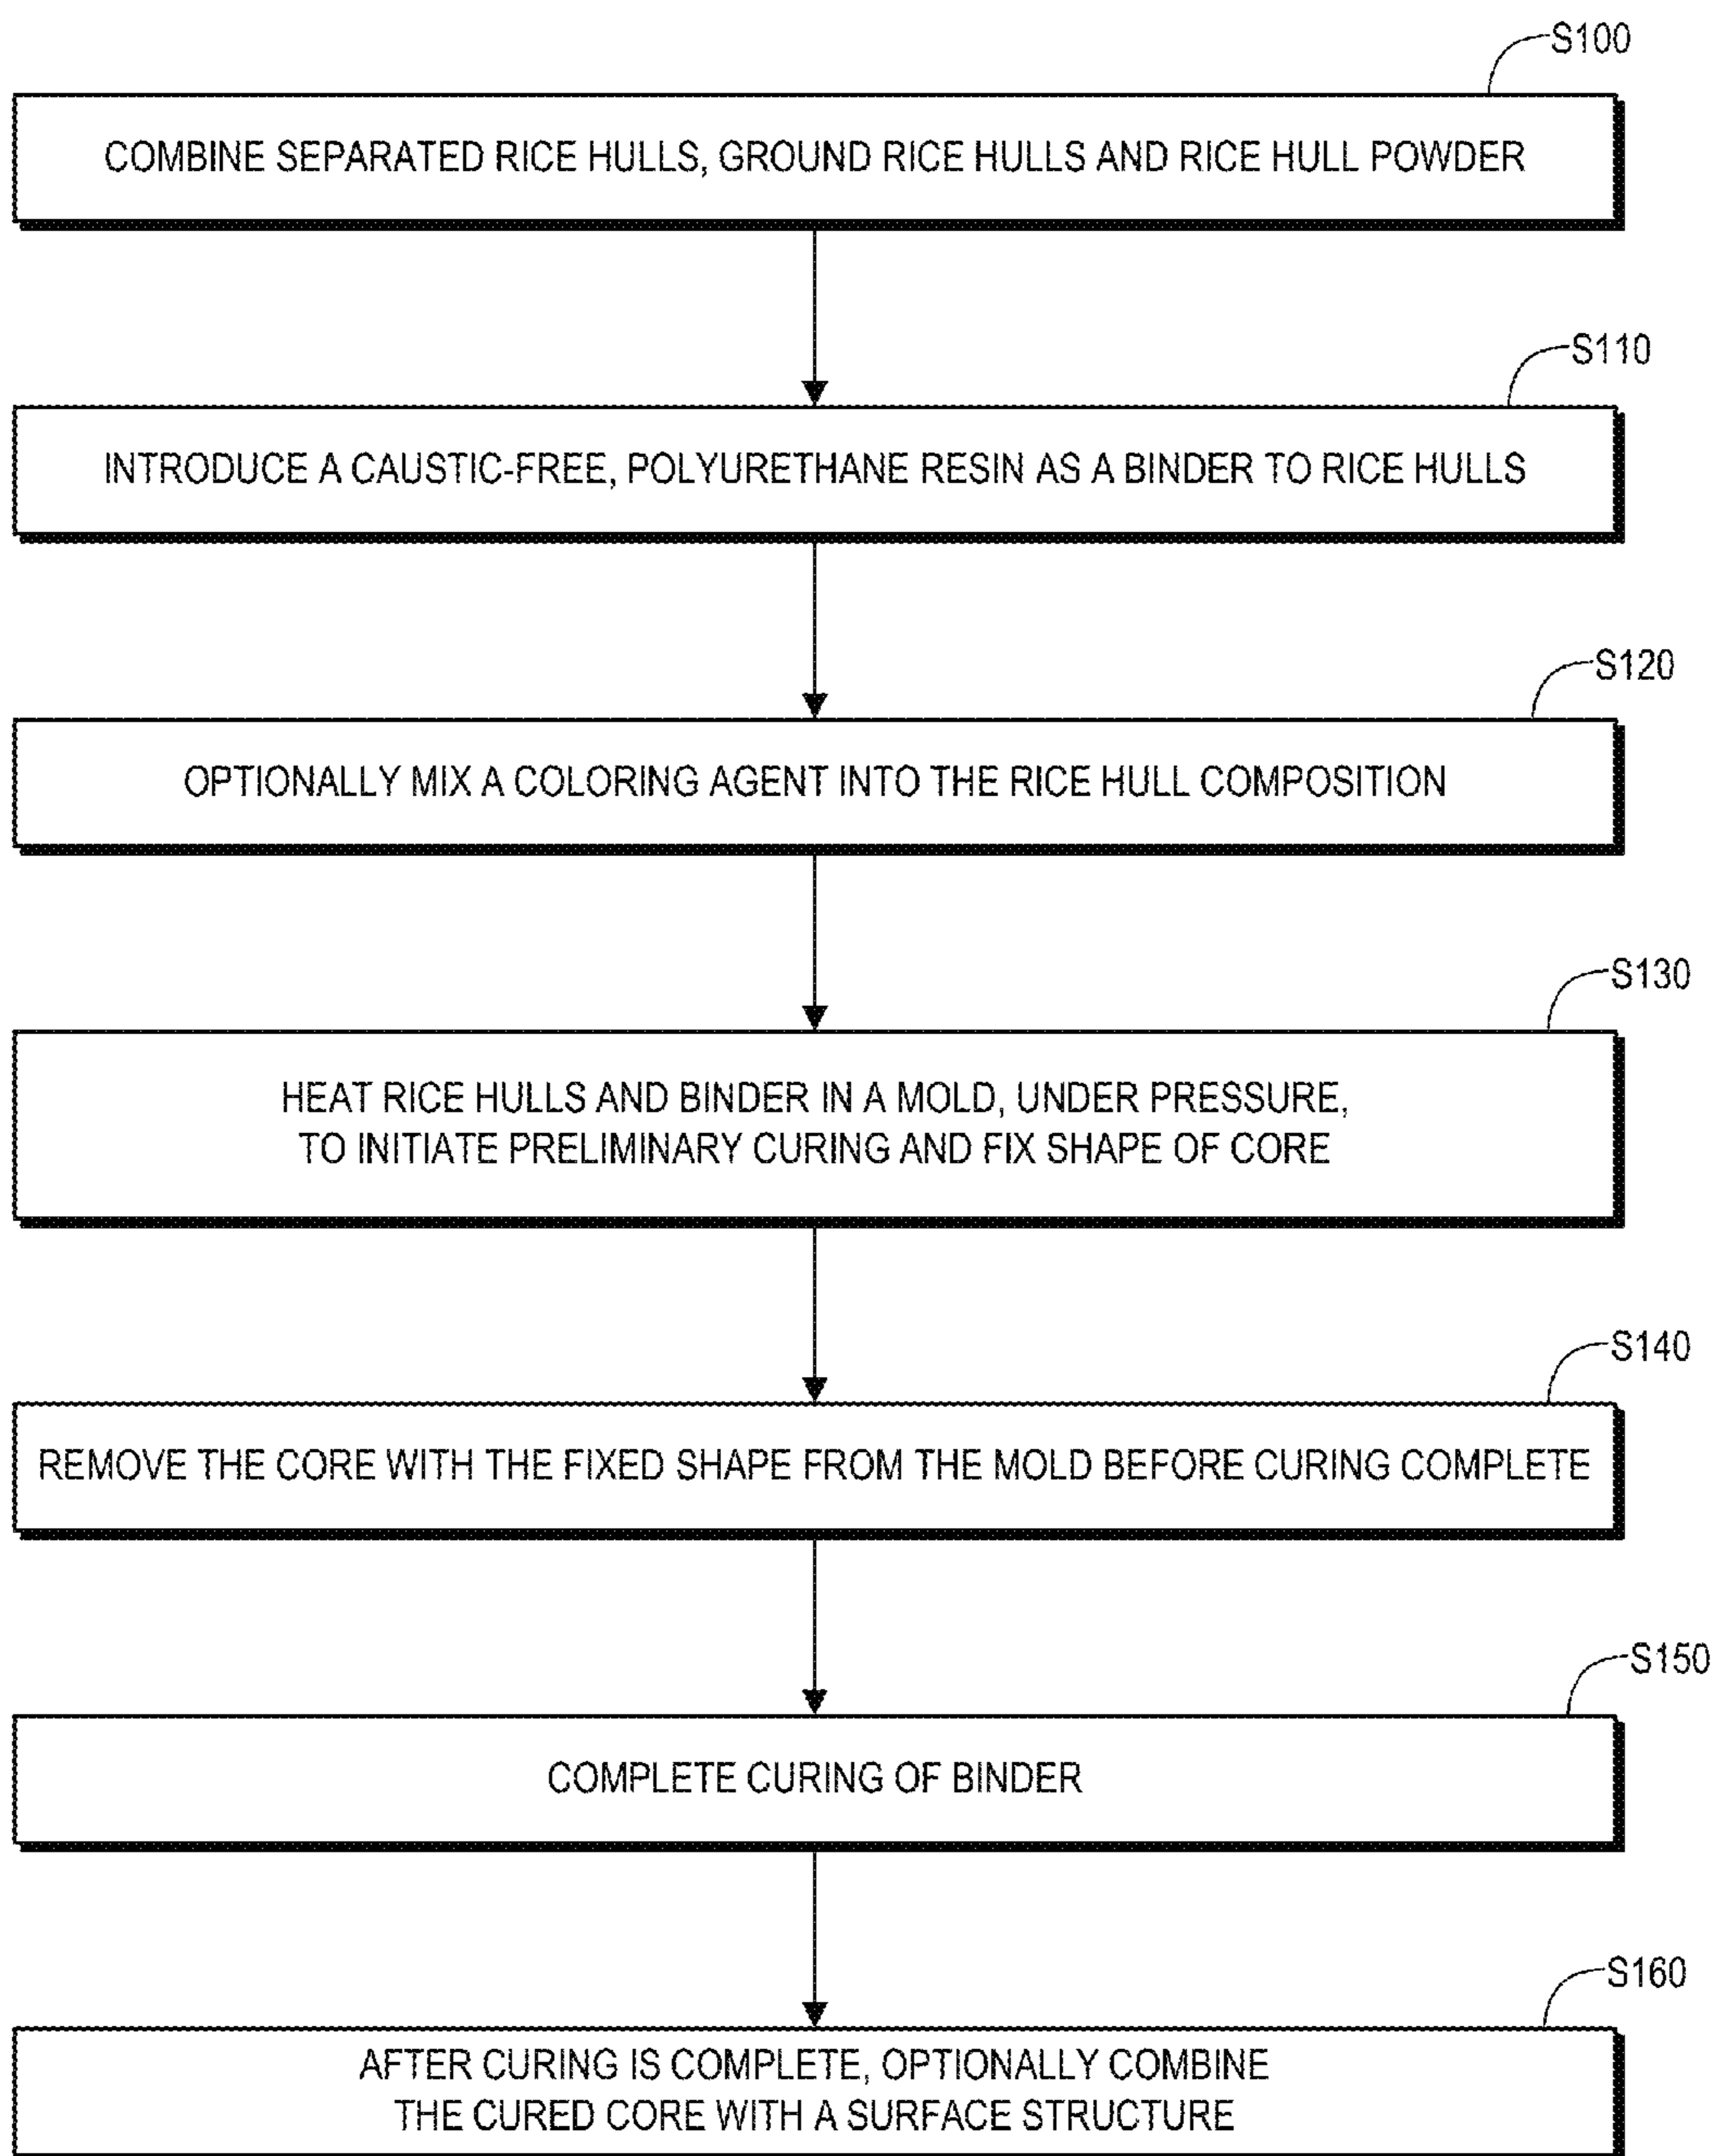 S100
COMBINE SEPARATED RICE HULLS, GROUND RICE HULLS AND RICE HULL POWDER
S110
INTRODUCE A CAUSTIC-FREE, POLYURETHANE RESIN AS A BINDER TO RICE HULLS
S120
OPTIONALLY MIX A COLORING AGENT INTO THE RICE HULL COMPOSITION
S130
HEAT RICE HULLS AND BINDER IN A MOLD, UNDER PRESSURE,
TO INITIATE PRELIMINARY CURING AND FIX SHAPE OF CORE
S140
REMOVE THE CORE WITH THE FIXED SHAPE FROM THE MOLD BEFORE CURING COMPLETE
S150
COMPLETE CURING OF BINDER
S160
AFTER CURING IS COMPLETE, OPTIONALLY COMBINE
THE CURED CORE WITH A SURFACE STRUCTURE